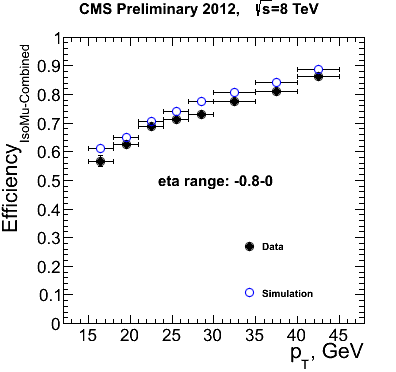 CMS Preliminary 2012, √s=8 TeV
Efficiency_IsoMu-Combined
1
0.9
0.8
0.7
0.6
0.5
0.4
0.3
0.2
0.1
0
eta range: -0.8-0
Data
Simulation
15 20 25 30 35 40 45
p_T, GeV